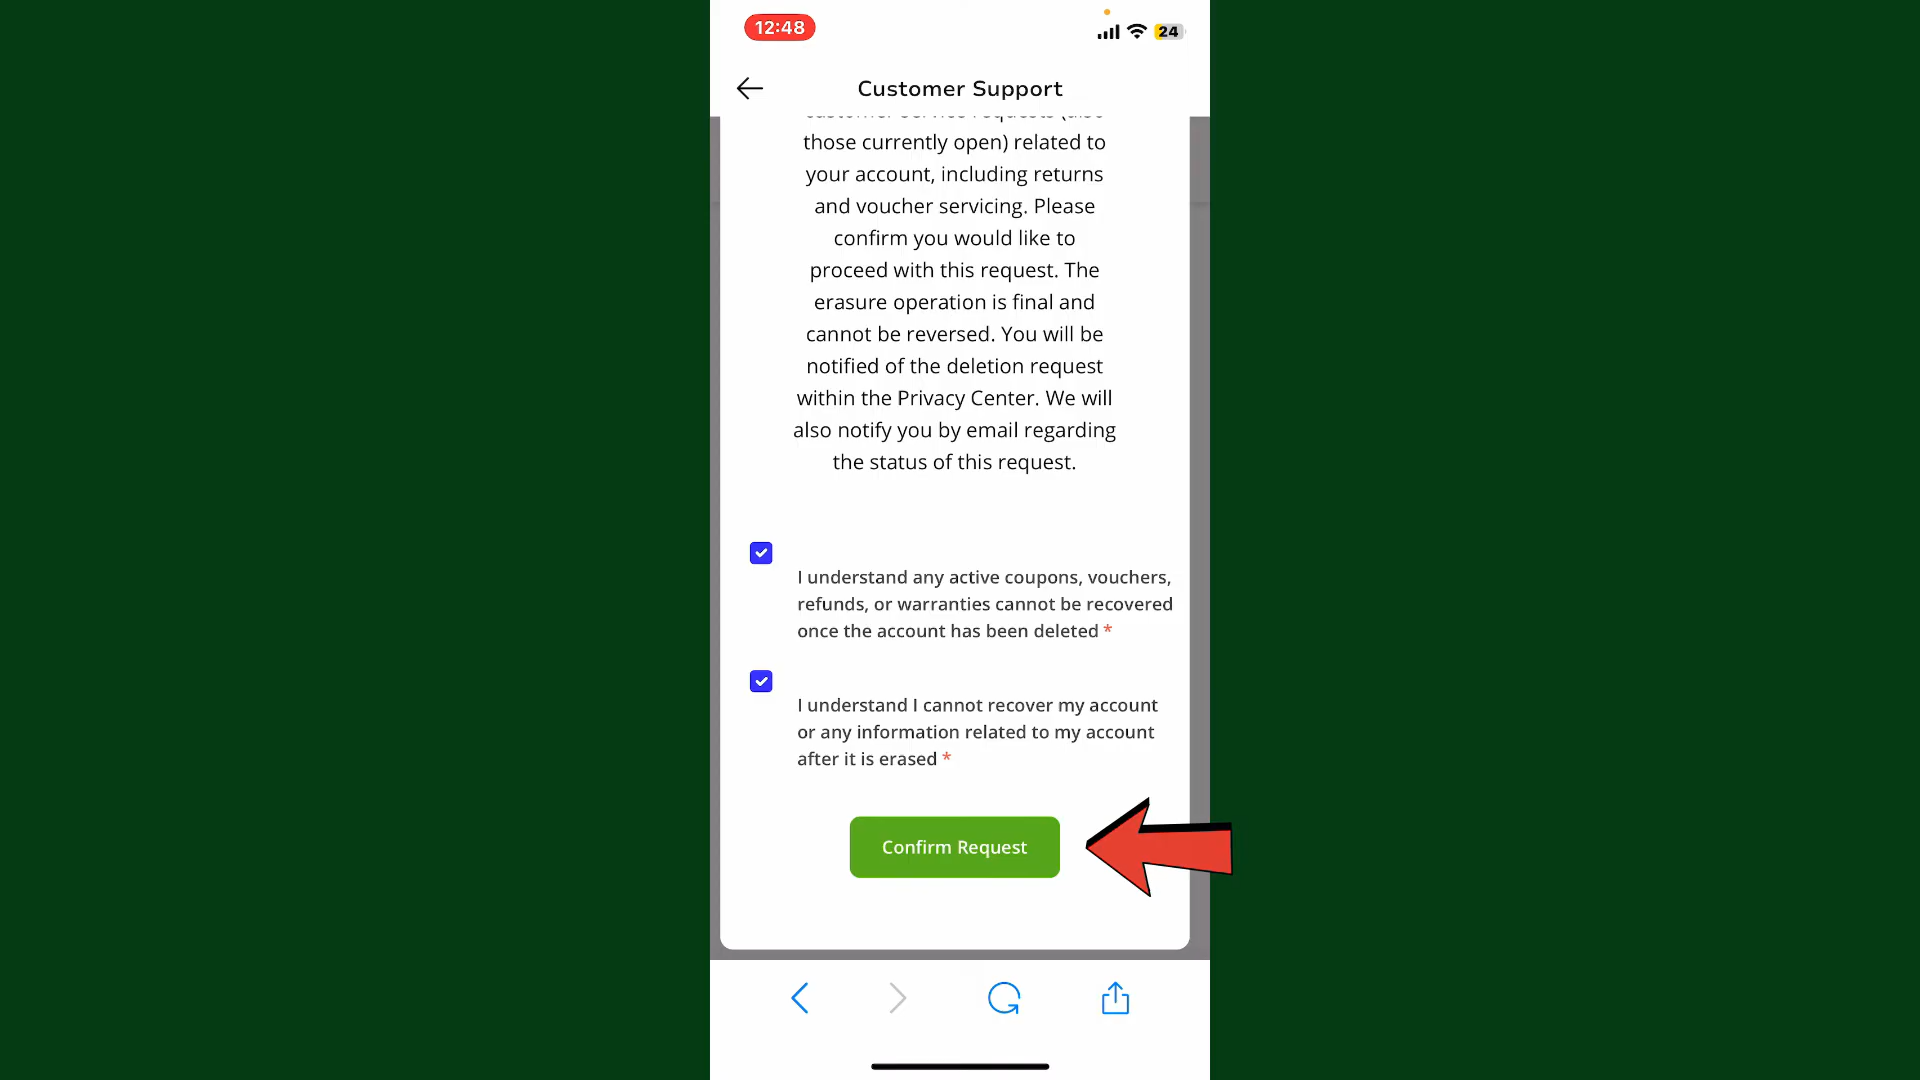 12:48
24
Customer Support
customer service requests (also
those currently open) related to
your account, including returns
and voucher servicing. Please
confirm you would like to
proceed with this request. The
erasure operation is final and
cannot be reversed. You will be
notified of the deletion request
within the Privacy Center. We will
also notify you by email regarding
the status of this request.
I understand any active coupons, vouchers,
refunds, or warranties cannot be recovered
once the account has been deleted *
I understand I cannot recover my account
or any information related to my account
after it is erased *
Confirm Request